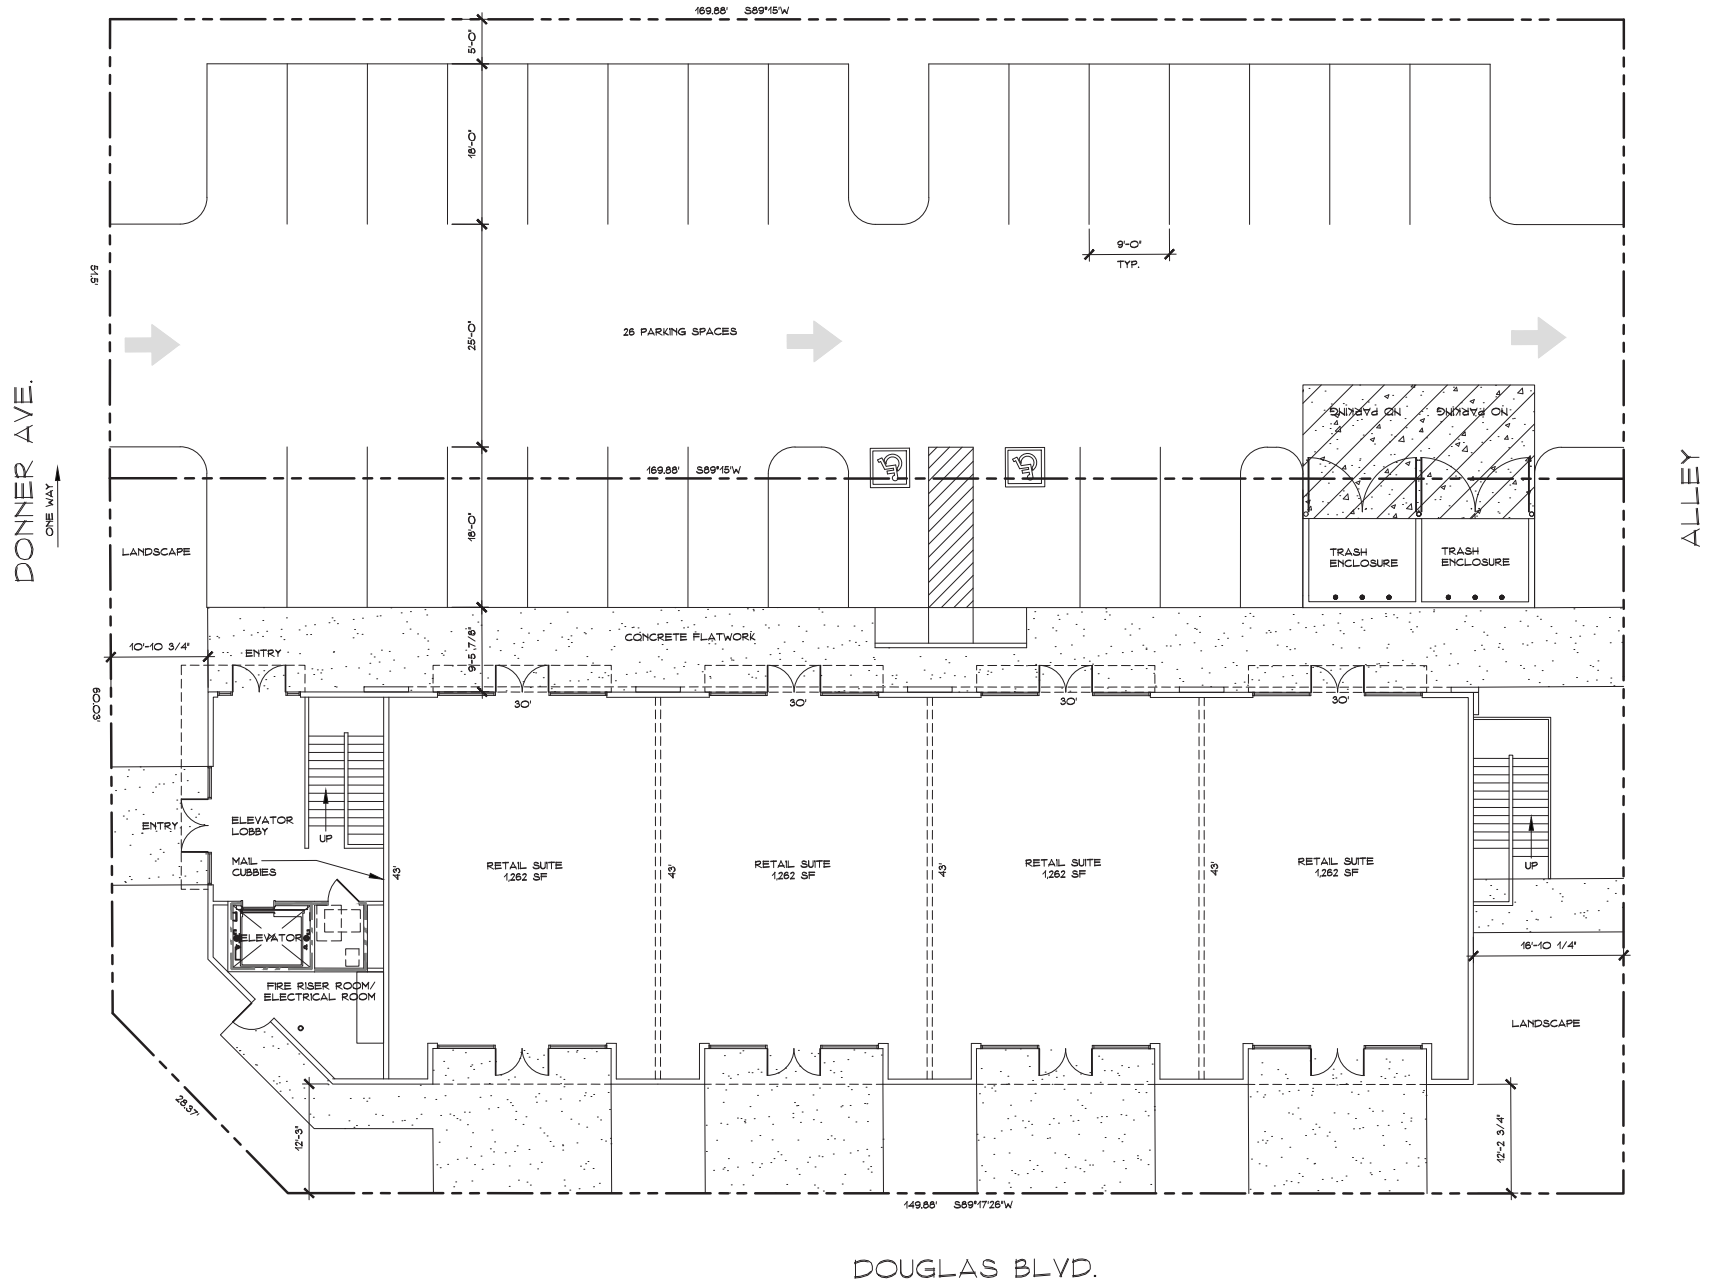 169.88' S89°15'W
5'-0"
18'-0"
9'-0"
TYP.
51.5'
25'-0"
26 PARKING SPACES
DONNER AVE.
ONE WAY
NO PARKING
NO PARKING
169.88' S89°15'W
ALLEY
18'-0"
LANDSCAPE
TRASH
ENCLOSURE
TRASH
ENCLOSURE
CONCRETE FLATWORK
10'-10 3/4"
ENTRY
9'-5 7/8"
60.03'
30'
30'
30'
30'
ENTRY
ELEVATOR
LOBBY
UP
MAIL
CUBBIES
43'
RETAIL SUITE
1,262 SF
43'
RETAIL SUITE
1,262 SF
43'
RETAIL SUITE
1,262 SF
43'
RETAIL SUITE
1,262 SF
UP
ELEVATOR
16'-10 1/4"
FIRE RISER ROOM/
ELECTRICAL ROOM
LANDSCAPE
28.37'
12'-3"
12'-2 3/4"
149.88' S89°17'26"W
DOUGLAS BLVD.